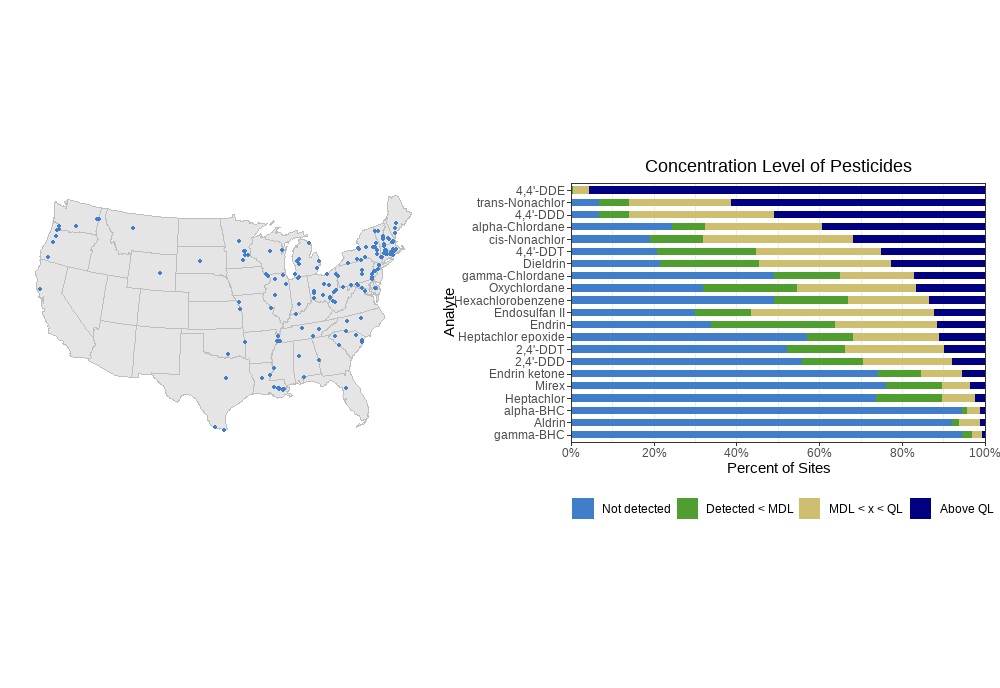 Concentration Level of Pesticides
4,4'-DDE
trans-Nonachlor
4,4'-DDD
alpha-Chlordane
cis-Nonachlor
4,4'-DDT
Dieldrin
gamma-Chlordane
Oxychlordane
Hexachlorobenzene
Endosulfan II
Endrin
Heptachlor epoxide
2,4'-DDT
2,4'-DDD
Endrin ketone
Mirex
Heptachlor
alpha-BHC
Aldrin
gamma-BHC
Analyte
0% 20% 40% 60% 80% 100%
Percent of Sites
Not detected Detected < MDL MDL < x < QL Above QL